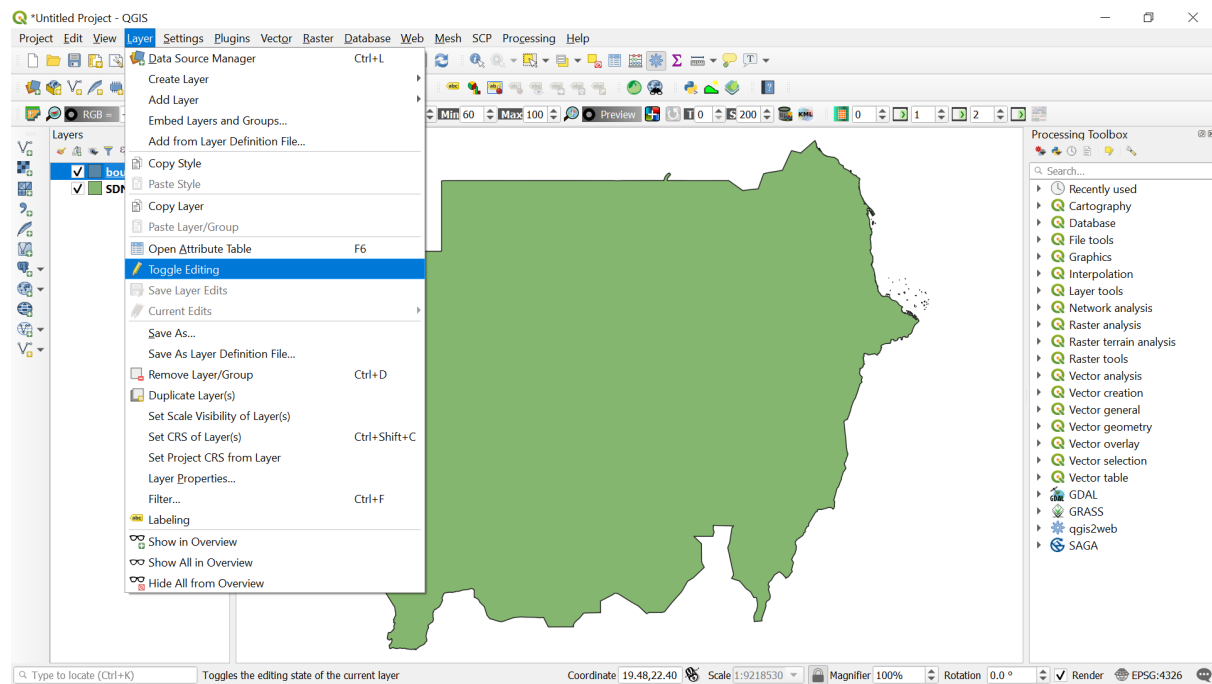 *Untitled Project - QGIS
Project Edit View Layer Settings Plugins Vector Raster Database Web Mesh SCP Processing Help
Data Source Manager Ctrl+L
Create Layer
Add Layer
RGB =
Min 60 Max 100 Preview T 0 S 200 KML 0 1 2
Embed Layers and Groups...
Layers
Add from Layer Definition File...
Processing Toolbox
Copy Style
Search...
bou
SDN
Paste Style
Copy Layer
Paste Layer/Group
Open Attribute Table F6
Toggle Editing
Save Layer Edits
Current Edits
Save As...
Save As Layer Definition File...
Remove Layer/Group Ctrl+D
Duplicate Layer(s)
Set Scale Visibility of Layer(s)
Set CRS of Layer(s) Ctrl+Shift+C
Set Project CRS from Layer
Layer Properties...
Filter... Ctrl+F
abc Labeling
Show in Overview
Show All in Overview
Hide All from Overview
Recently used
Cartography
Database
File tools
Graphics
Interpolation
Layer tools
Network analysis
Raster analysis
Raster terrain analysis
Raster tools
Vector analysis
Vector creation
Vector general
Vector geometry
Vector overlay
Vector selection
Vector table
GDAL
GRASS
qgis2web
SAGA
Type to locate (Ctrl+K) Toggles the editing state of the current layer Coordinate 19.48,22.40 Scale 1:9218530 Magnifier 100% Rotation 0.0 ° Render EPSG:4326